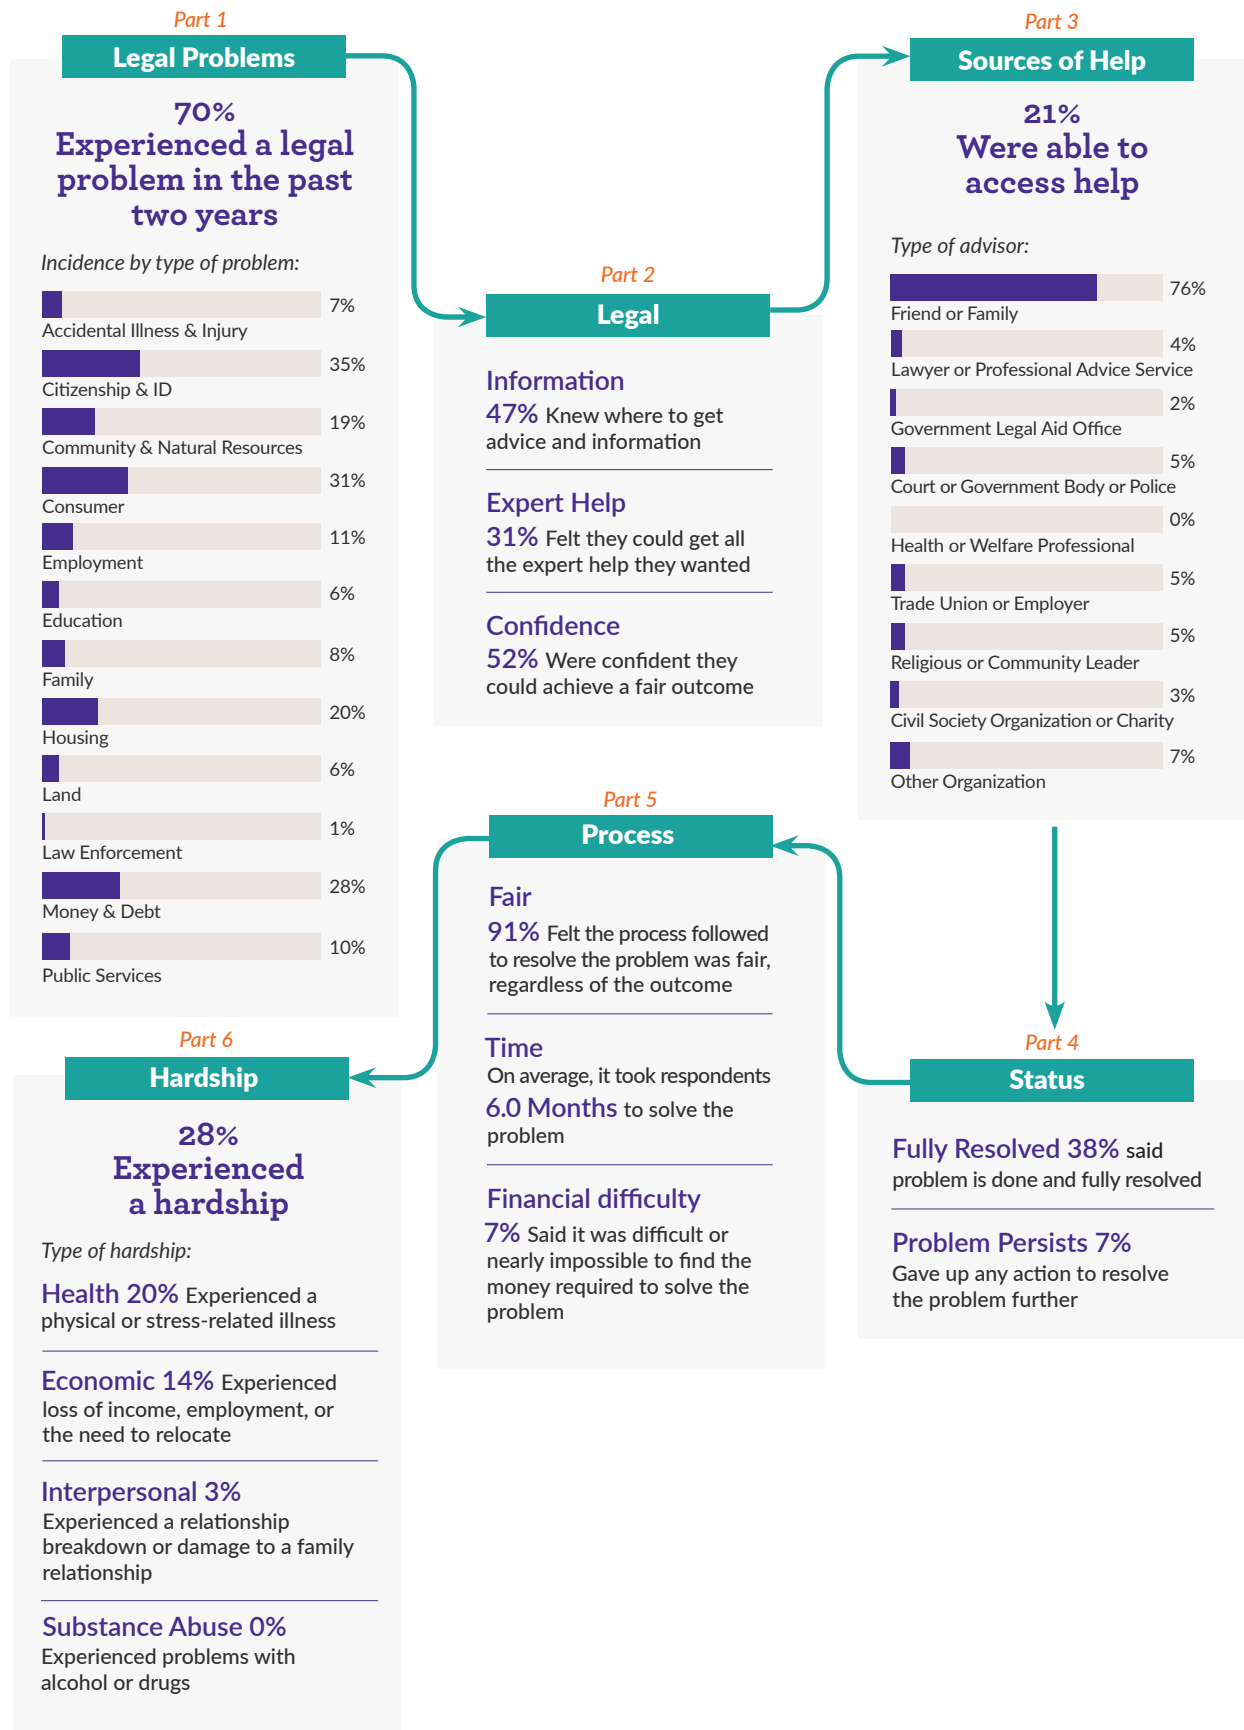 Part 1
Legal Problems
70%
Experienced a legal
problem in the past
two years
Incidence by type of problem:
7%
Accidental Illness & Injury
35%
Citizenship & ID
19%
Community & Natural Resources
31%
Consumer
11%
Employment
6%
Education
8%
Family
20%
Housing
6%
Land
1%
Law Enforcement
28%
Money & Debt
10%
Public Services
Part 2
Legal
Information
47% Knew where to get
advice and information
Expert Help
31% Felt they could get all
the expert help they wanted
Confidence
52% Were confident they
could achieve a fair outcome
Part 3
Sources of Help
21%
Were able to
access help
Type of advisor:
76%
Friend or Family
4%
Lawyer or Professional Advice Service
2%
Government Legal Aid Office
5%
Court or Government Body or Police
0%
Health or Welfare Professional
5%
Trade Union or Employer
5%
Religious or Community Leader
3%
Civil Society Organization or Charity
7%
Other Organization
Part 4
Status
Fully Resolved 38% said
problem is done and fully resolved
Problem Persists 7%
Gave up any action to resolve
the problem further
Part 5
Process
Fair
91% Felt the process followed
to resolve the problem was fair,
regardless of the outcome
Time
On average, it took respondents
6.0 Months to solve the
problem
Financial difficulty
7% Said it was difficult or
nearly impossible to find the
money required to solve the
problem
Part 6
Hardship
28%
Experienced
a hardship
Type of hardship:
Health 20% Experienced a
physical or stress-related illness
Economic 14% Experienced
loss of income, employment, or
the need to relocate
Interpersonal 3%
Experienced a relationship
breakdown or damage to a family
relationship
Substance Abuse 0%
Experienced problems with
alcohol or drugs